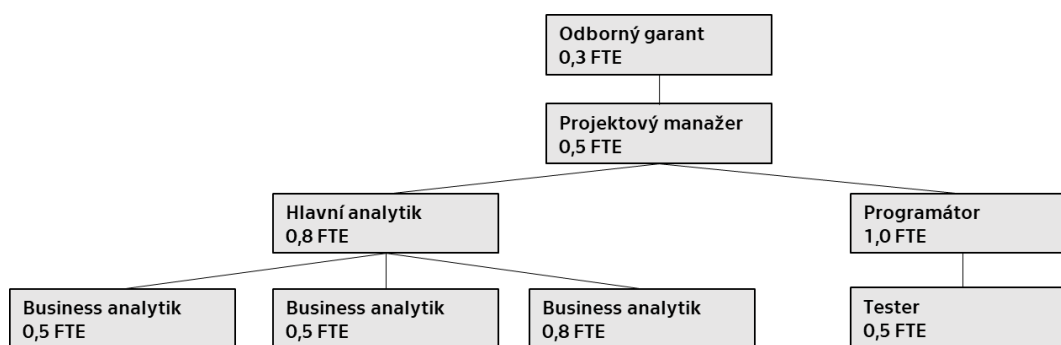 Odborný garant
0,3 FTE
Projektový manažer
0,5 FTE
Hlavní analytik
0,8 FTE
Programátor
1,0 FTE
Business analytik
0,5 FTE
Business analytik
0,5 FTE
Business analytik
0,8 FTE
Tester
0,5 FTE